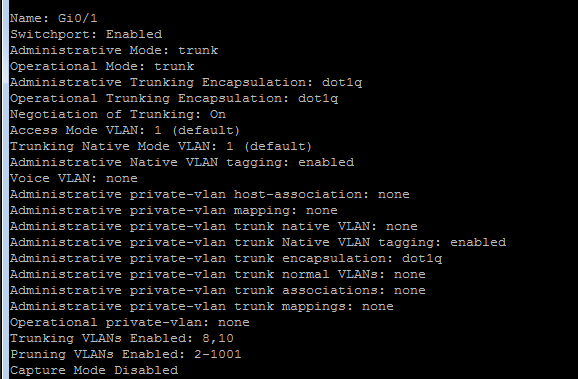 Name: Gi0/1
Switchport: Enabled
Administrative Mode: trunk
Operational Mode: trunk
Administrative Trunking Encapsulation: dot1q
Operational Trunking Encapsulation: dot1q
Negotiation of Trunking: On
Access Mode VLAN: 1 (default)
Trunking Native Mode VLAN: 1 (default)
Administrative Native VLAN tagging: enabled
Voice VLAN: none
Administrative private-vlan host-association: none
Administrative private-vlan mapping: none
Administrative private-vlan trunk native VLAN: none
Administrative private-vlan trunk Native VLAN tagging: enabled
Administrative private-vlan trunk encapsulation: dot1q
Administrative private-vlan trunk normal VLANs: none
Administrative private-vlan trunk associations: none
Administrative private-vlan trunk mappings: none
Operational private-vlan: none
Trunking VLANs Enabled: 8,10
Pruning VLANs Enabled: 2-1001
Capture Mode Disabled